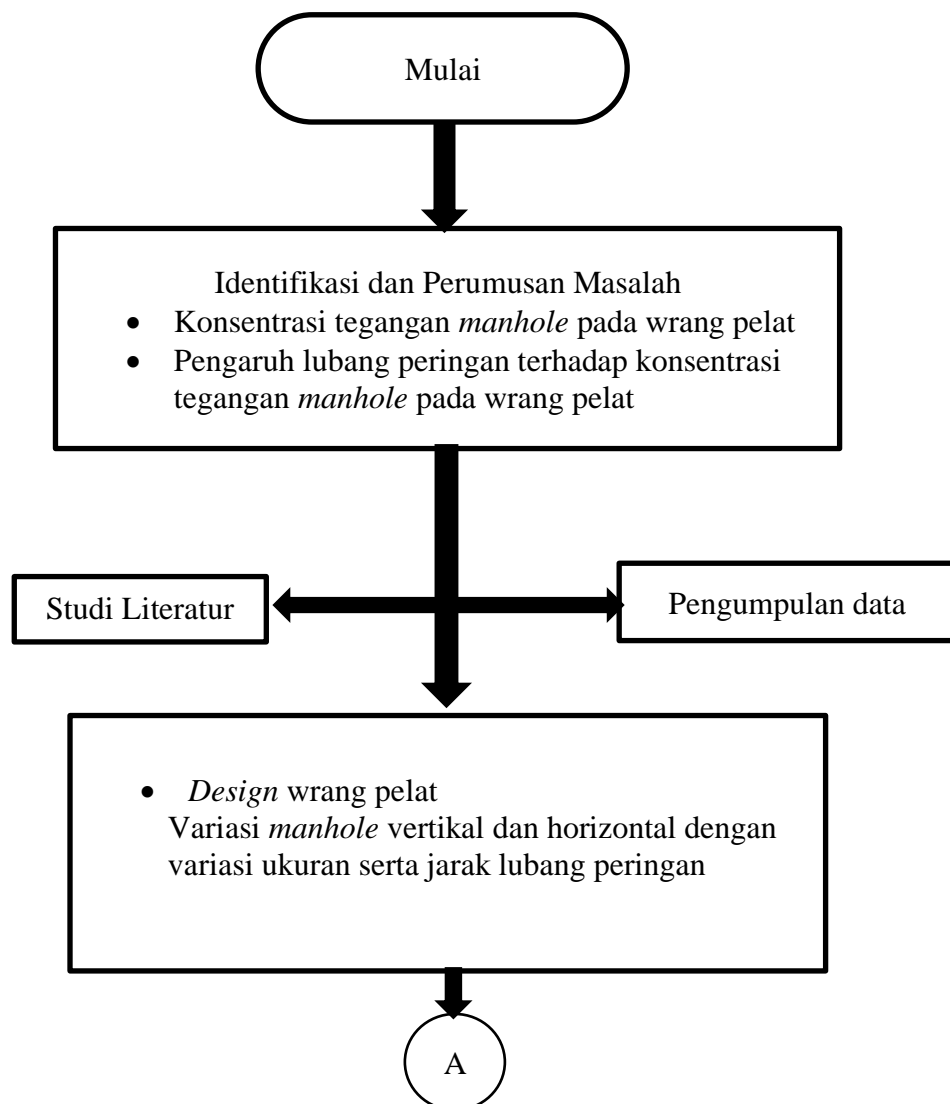 Mulai
Identifikasi dan Perumusan Masalah
• Konsentrasi tegangan manhole pada wrang pelat
• Pengaruh lubang peringan terhadap konsentrasi
tegangan manhole pada wrang pelat
Studi Literatur
Pengumpulan data
• Design wrang pelat
Variasi manhole vertikal dan horizontal dengan
variasi ukuran serta jarak lubang peringan
A